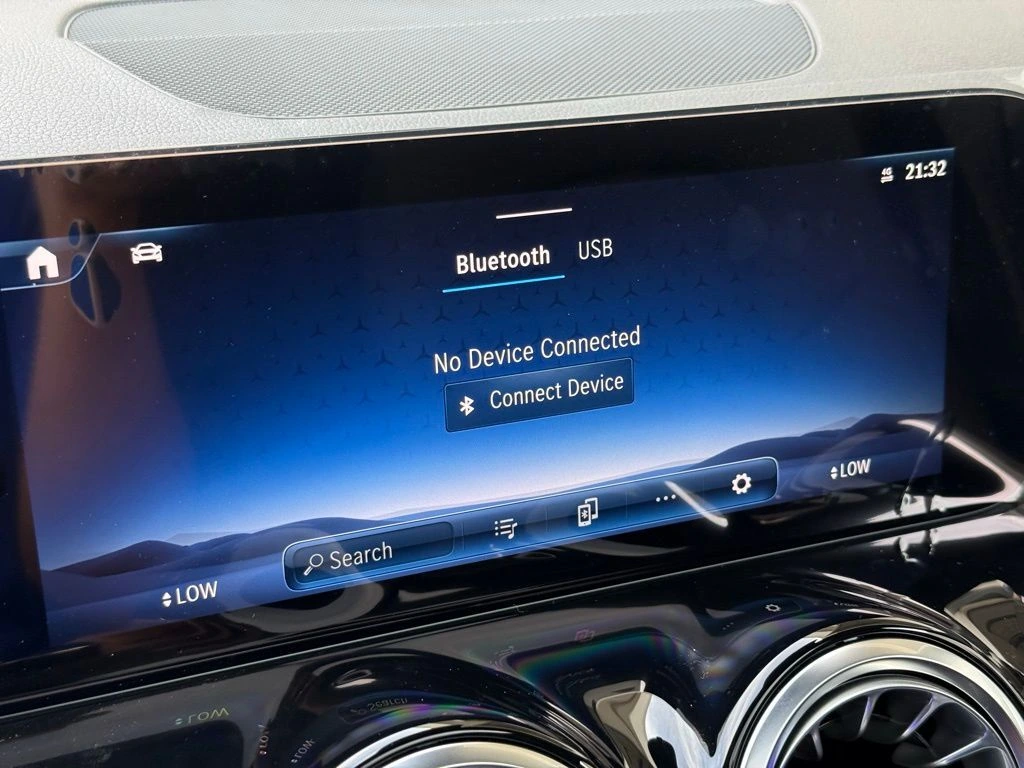 4G 21:32
Bluetooth USB
No Device Connected
Connect Device
LOW
Search
LOW